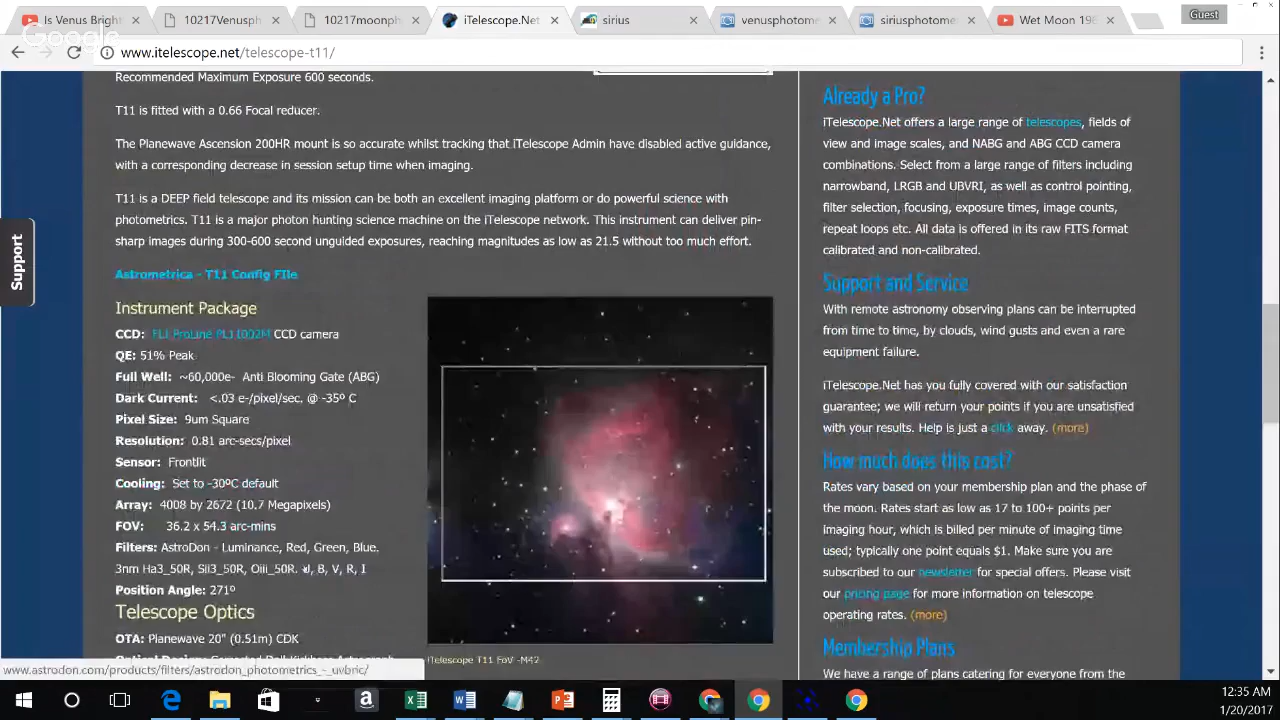 Is Venus Bright
10217Venusph
10217moonph
iTelescope.Net
sirius
venusphotome
siriusphotome
Wet Moon 198
Guest
Google
www.itelescope.net/telescope-t11/
Recommended Maximum Exposure 600 seconds.
T11 is fitted with a 0.66 Focal reducer.
The Planewave Ascension 200HR mount is so accurate whilst tracking that iTelescope Admin have disabled active guidance,
with a corresponding decrease in session setup time when imaging.
T11 is a DEEP field telescope and its mission can be both an excellent imaging platform or do powerful science with
photometrics. T11 is a major photon hunting science machine on the iTelescope network. This instrument can deliver pin-
sharp images during 300-600 second unguided exposures, reaching magnitudes as low as 21.5 without too much effort.
Astrometrica - T11 Config File
Instrument Package
CCD: FLI ProLine PL11002M CCD camera
QE: 51% Peak
Full Well: ~60,000e- Anti Blooming Gate (ABG)
Dark Current: <.03 e-/pixel/sec. @ -35º C
Pixel Size: 9um Square
Resolution: 0.81 arc-secs/pixel
Sensor: Frontlit
Cooling: Set to -30ºC default
Array: 4008 by 2672 (10.7 Megapixels)
FOV: 36.2 x 54.3 arc-mins
Filters: AstroDon - Luminance, Red, Green, Blue.
3nm Ha3_50R, Sii3_50R, Oiii_50R. B, V, R, I
Position Angle: 271º
Telescope Optics
OTA: Planewave 20" (0.51m) CDK
iTelescope T11 FoV -M42
Already a Pro?
iTelescope.Net offers a large range of telescopes, fields of
view and image scales, and NABG and ABG CCD camera
combinations. Select from a large range of filters including
narrowband, LRGB and UBVRI, as well as control pointing,
filter selection, focusing, exposure times, image counts,
repeat loops etc. All data is offered in its raw FITS format
calibrated and non-calibrated.
Support and Service
With remote astronomy observing plans can be interrupted
from time to time, by clouds, wind gusts and even a rare
equipment failure.
iTelescope.Net has you fully covered with our satisfaction
guarantee; we will return your points if you are unsatisfied
with your results. Help is just a click away. (more)
How much does this cost?
Rates vary based on your membership plan and the phase of
the moon. Rates start as low as 17 to 100+ points per
imaging hour, which is billed per minute of imaging time
used; typically one point equals $1. Make sure you are
subscribed to our newsletter for special offers. Please visit
our pricing page for more information on telescope
operating rates. (more)
Membership Plans
We have a range of plans catering for everyone from the
Support
www.astrodon.com/products/filters/astrodon_photometrics_-_uvbric/
12:35 AM
1/20/2017